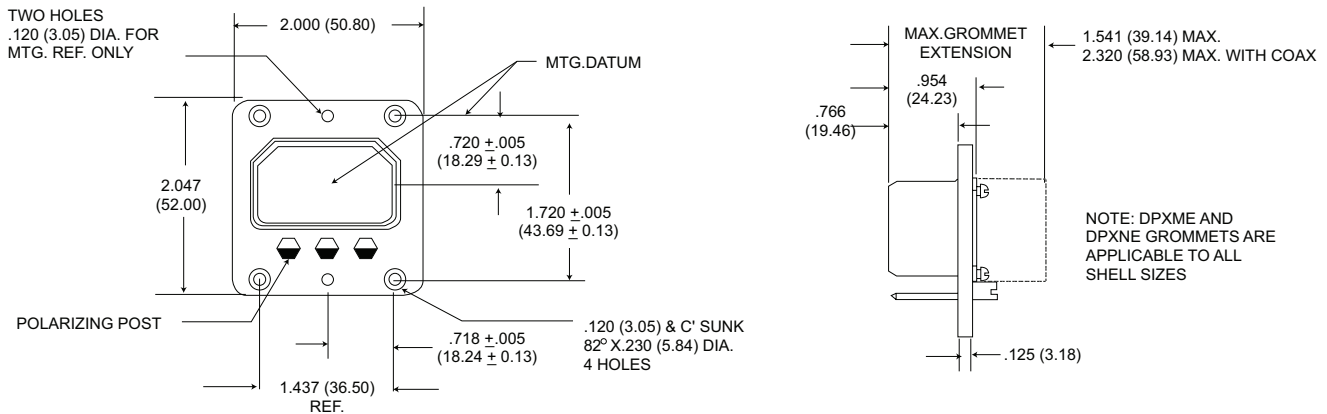 TWO HOLES
.120 (3.05) DIA. FOR
MTG. REF. ONLY
2.000 (50.80)
MTG.DATUM
.720 ±.005
(18.29 ± 0.13)
2.047
(52.00)
1.720 ±.005
(43.69 ± 0.13)
POLARIZING POST
.718 ±.005
(18.24 ± 0.13)
.120 (3.05) & C' SUNK
82° X.230 (5.84) DIA.
4 HOLES
1.437 (36.50)
REF.
MAX.GROMMET
EXTENSION
1.541 (39.14) MAX.
2.320 (58.93) MAX. WITH COAX
.954
(24.23)
.766
(19.46)
NOTE: DPXME AND
DPXNE GROMMETS ARE
APPLICABLE TO ALL
SHELL SIZES
.125 (3.18)